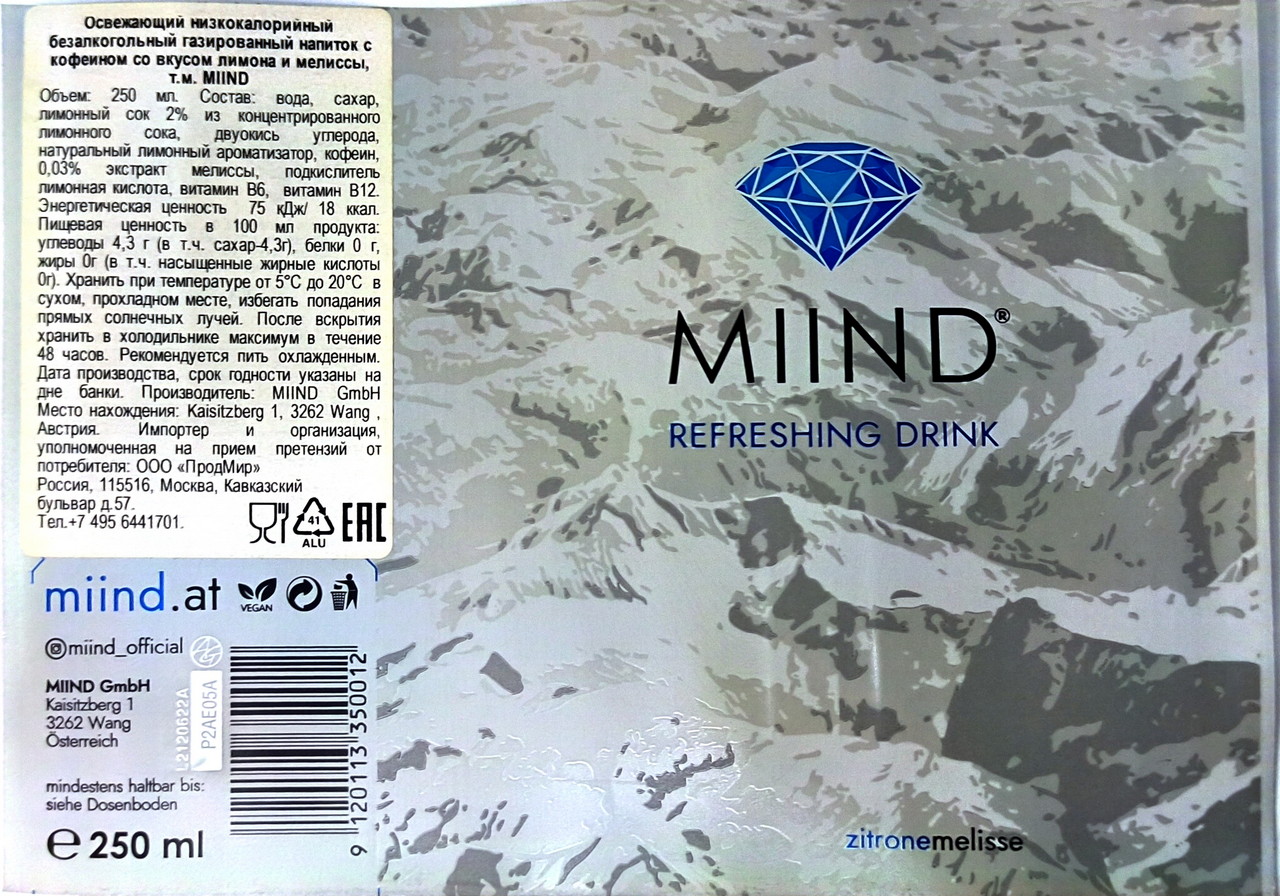 Освежающий низкокалорийный
безалкогольный газированный напиток с
кофеином со вкусом лимона и мелиссы,
т.м. MIIND
Объем: 250 мл. Состав: вода, сахар,
лимонный сок 2% из концентрированного
лимонного сока, двуокись углерода,
натуральный лимонный ароматизатор, кофеин,
0,03% экстракт мелиссы, подкислитель
лимонная кислота, витамин В6, витамин В12.
Энергетическая ценность 75 кДж/ 18 ккал.
Пищевая ценность в 100 мл продукта:
углеводы 4,3 г (в т.ч. сахар-4,3г), белки 0 г,
жиры 0г (в т.ч. насыщенные жирные кислоты
0г). Хранить при температуре от 5°С до 20°С в
сухом, прохладном месте, избегать попадания
прямых солнечных лучей. После вскрытия
хранить в холодильнике максимум в течение
48 часов. Рекомендуется пить охлажденным.
Дата производства, срок годности указаны на
дне банки. Производитель: MIIND GmbH
Место нахождения: Kaisitzberg 1, 3262 Wang ,
Австрия. Импортер и организация,
уполномоченная на прием претензий от
потребителя: ООО «ПродМир»
Россия, 115516, Москва, Кавказский
бульвар д.57.
Тел.+7 495 6441701.
41
ALU
EAC
miind.at
VEGAN
@miind_official
MIIND GmbH
Kaisitzberg 1
3262 Wang
Österreich
L2120622A
P2AE05A
mindestens haltbar bis:
siehe Dosenboden
e 250 ml
9 120113 350012
MIIND®
REFRESHING DRINK
zitronemelisse